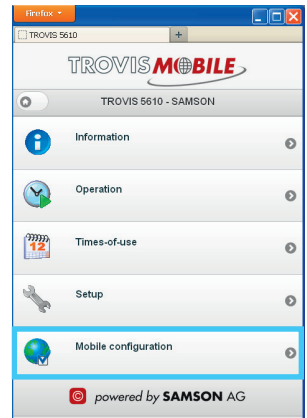 Firefox
TROVIS 5610
+
TROVIS MOBILE
TROVIS 5610 - SAMSON
Information
Operation
Times-of-use
12
Setup
Mobile configuration
© powered by SAMSON AG